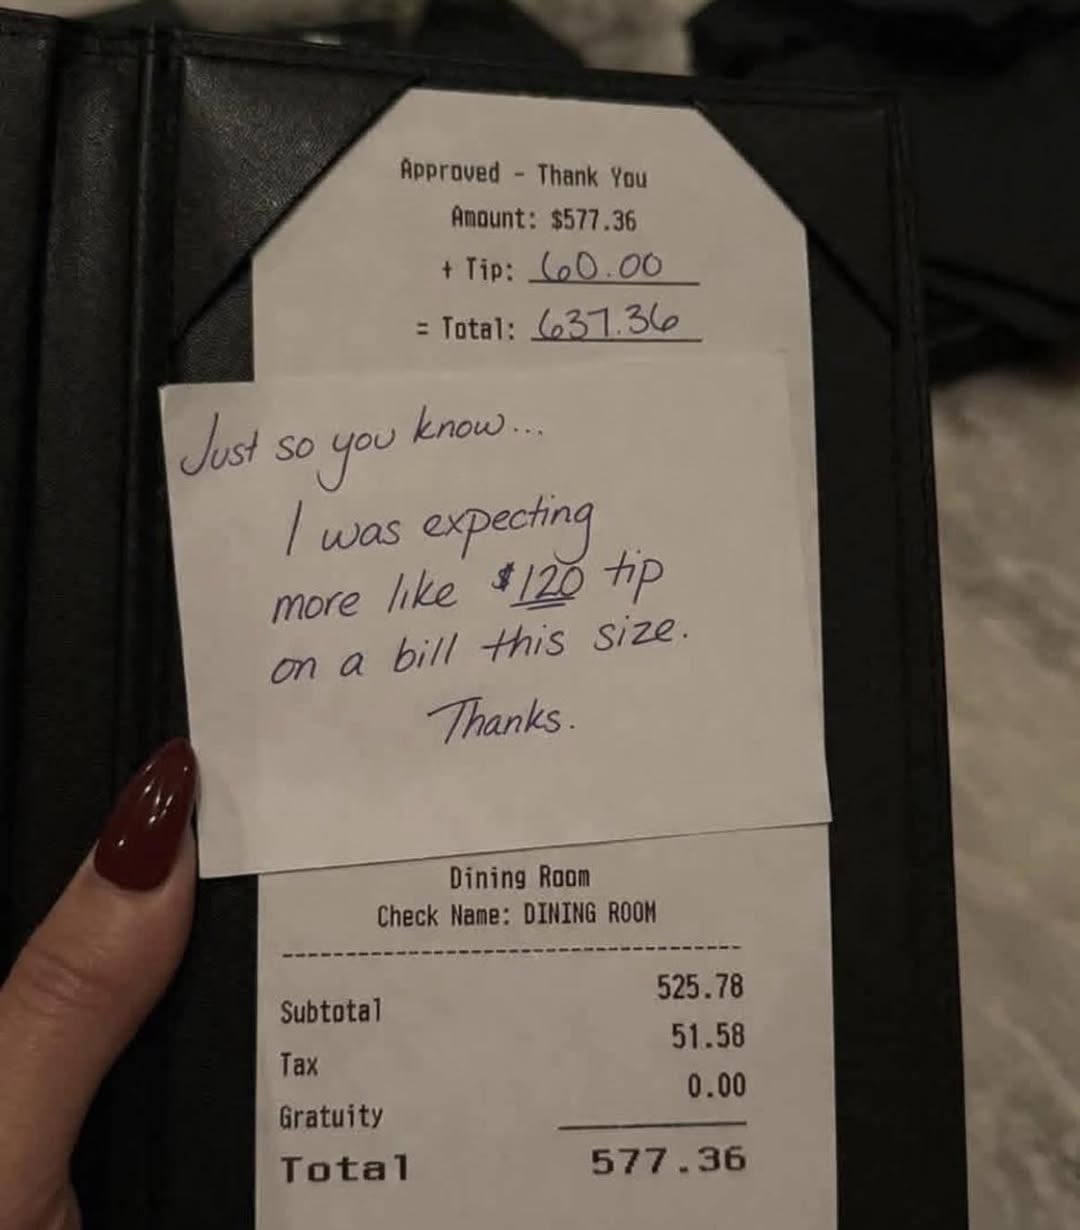 Approved - Thank You
Amount: $577.36
+ Tip: 60.00
= Total: 637.36
Just so you know...
I was expecting
more like $120 tip
on a bill this size.
Thanks.
Dining Room
Check Name: DINING ROOM
Subtotal 525.78
Tax 51.58
Gratuity 0.00
Total 577.36